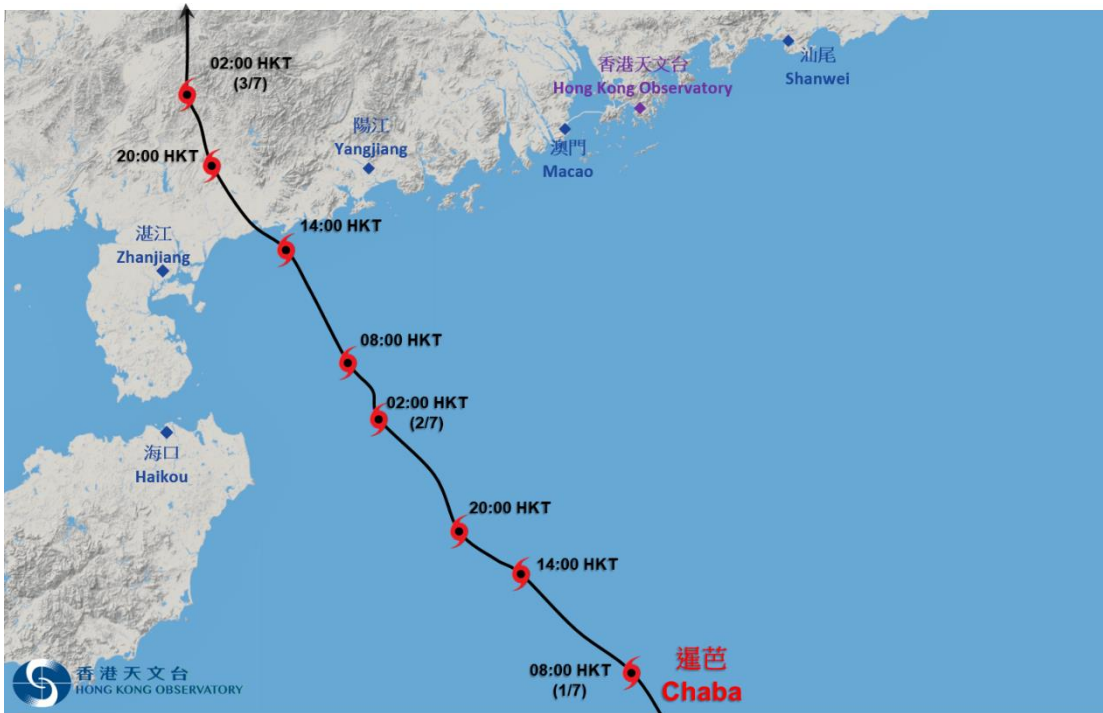 02:00 HKT
(3/7)
香港天文台
Hong Kong Observatory
汕尾
Shanwei
陽江
Yangjiang
澳門
Macao
20:00 HKT
湛江
Zhanjiang
14:00 HKT
08:00 HKT
02:00 HKT
(2/7)
海口
Haikou
20:00 HKT
14:00 HKT
暹芭
Chaba
08:00 HKT
(1/7)
香港天文台
HONG KONG OBSERVATORY